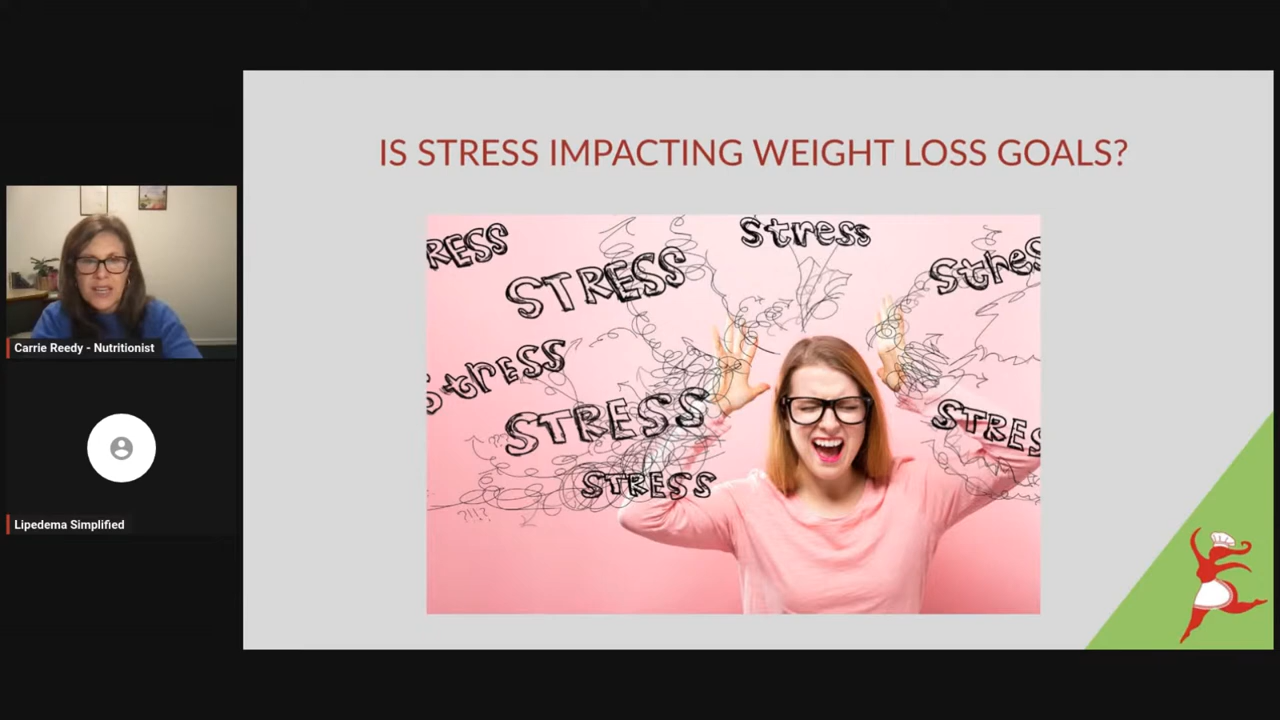 IS STRESS IMPACTING WEIGHT LOSS GOALS?
RESS
STRESS
Stress
Stres
StRESS
STRESS
STRES
STRESS
?!!?
Carrie Reedy - Nutritionist
Lipedema Simplified